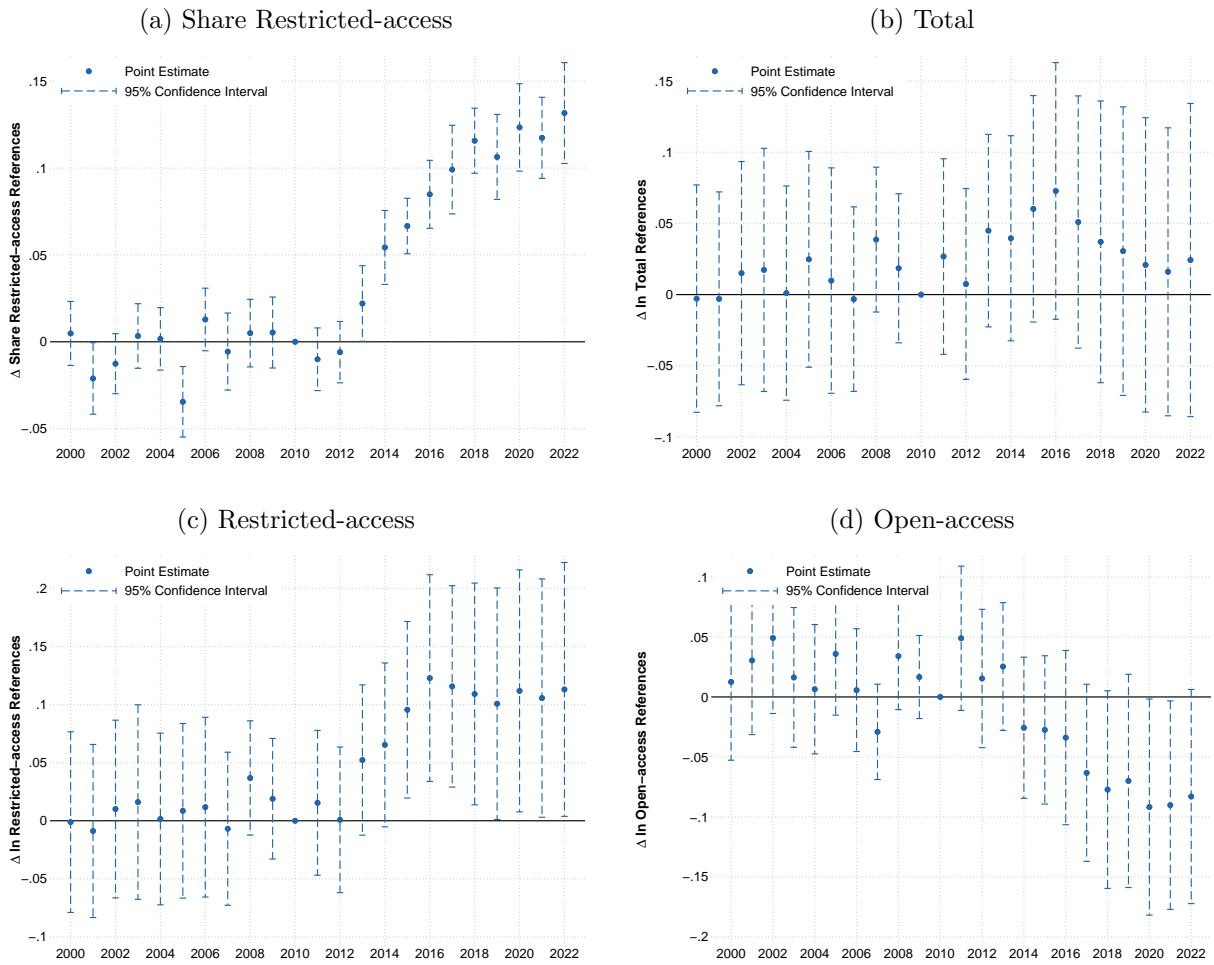 (a) Share Restricted-access
Point Estimate
95% Confidence Interval
Δ Share Restricted–access References
.15
.1
.05
0
–.05
2000 2002 2004 2006 2008 2010 2012 2014 2016 2018 2020 2022
(b) Total
Point Estimate
95% Confidence Interval
Δ ln Total References
.15
.1
.05
0
–.05
–.1
2000 2002 2004 2006 2008 2010 2012 2014 2016 2018 2020 2022
(c) Restricted-access
Point Estimate
95% Confidence Interval
Δ ln Restricted–access References
.2
.15
.1
.05
0
–.05
–.1
2000 2002 2004 2006 2008 2010 2012 2014 2016 2018 2020 2022
(d) Open-access
Point Estimate
95% Confidence Interval
Δ ln Open–access References
.1
.05
0
–.05
–.1
–.15
–.2
2000 2002 2004 2006 2008 2010 2012 2014 2016 2018 2020 2022